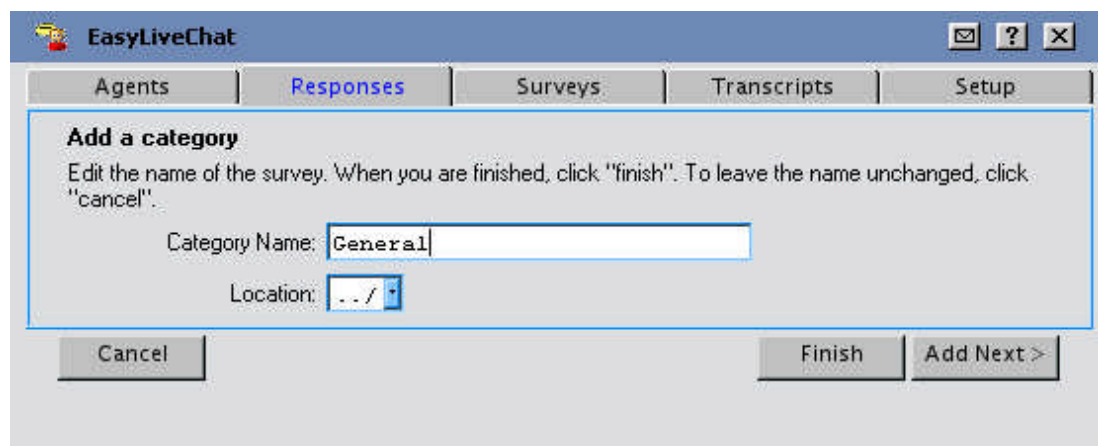 EasyLiveChat
?
Agents Responses Surveys Transcripts Setup
Add a category
Edit the name of the survey. When you are finished, click "finish". To leave the name unchanged, click
"cancel".
Category Name: General
Location: ../
Cancel Finish Add Next >